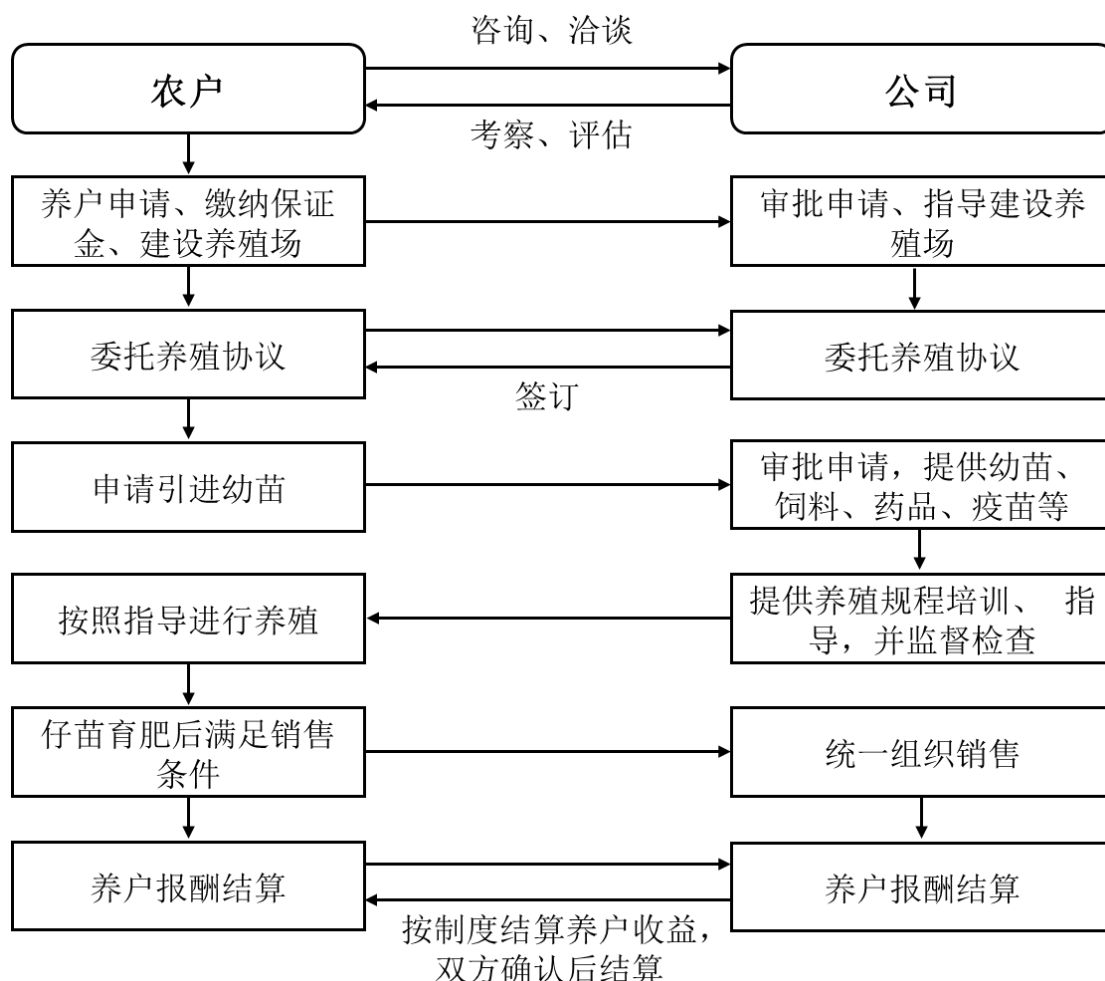 咨询、洽谈
农户
公司
考察、评估
养户申请、缴纳保证
金、建设养殖场
审批申请、指导建设养
殖场
委托养殖协议
委托养殖协议
签订
申请引进幼苗
审批申请，提供幼苗、
饲料、药品、疫苗等
按照指导进行养殖
提供养殖规程培训、 指
导，并监督检查
仔苗育肥后满足销售
条件
统一组织销售
养户报酬结算
养户报酬结算
按制度结算养户收益，
双方确认后结算